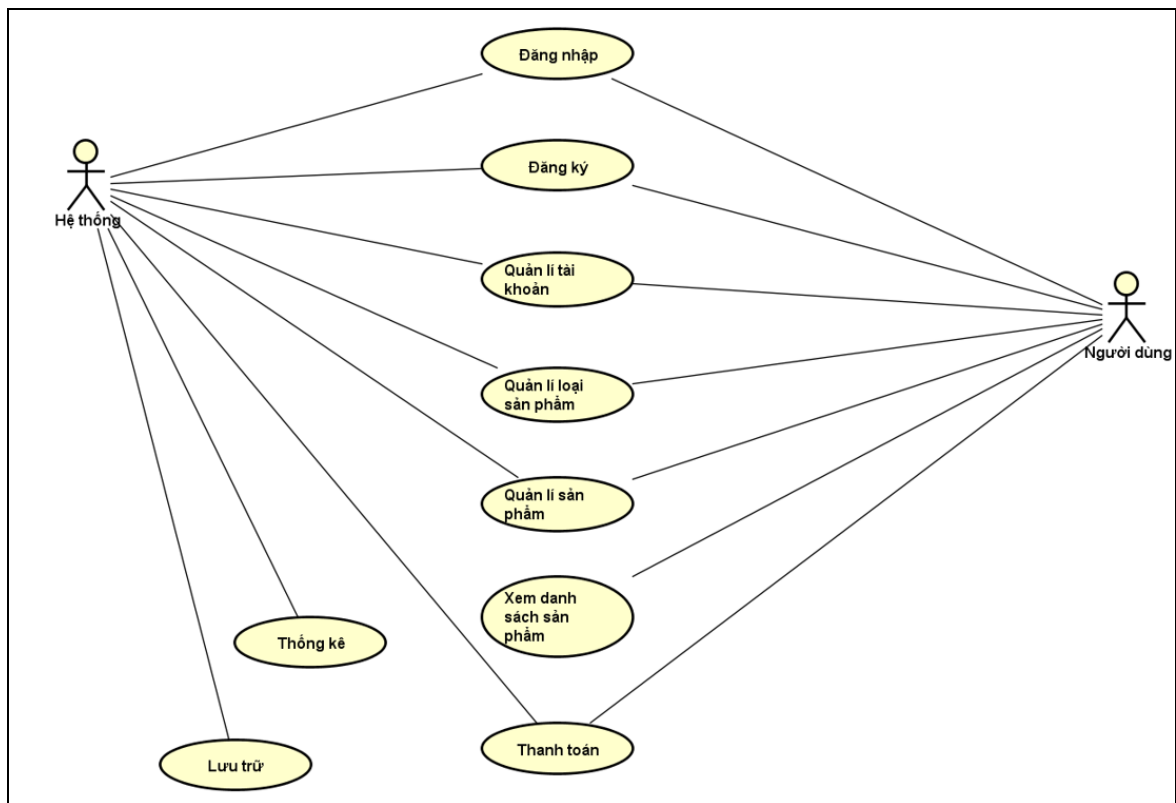 Đăng nhập
Đăng ký
Hệ thống
Quản lí tài
khoản
Người dùng
Quản lí loại
sản phẩm
Quản lí sản
phẩm
Xem danh
sách sản
phẩm
Thống kê
Thanh toán
Lưu trữ